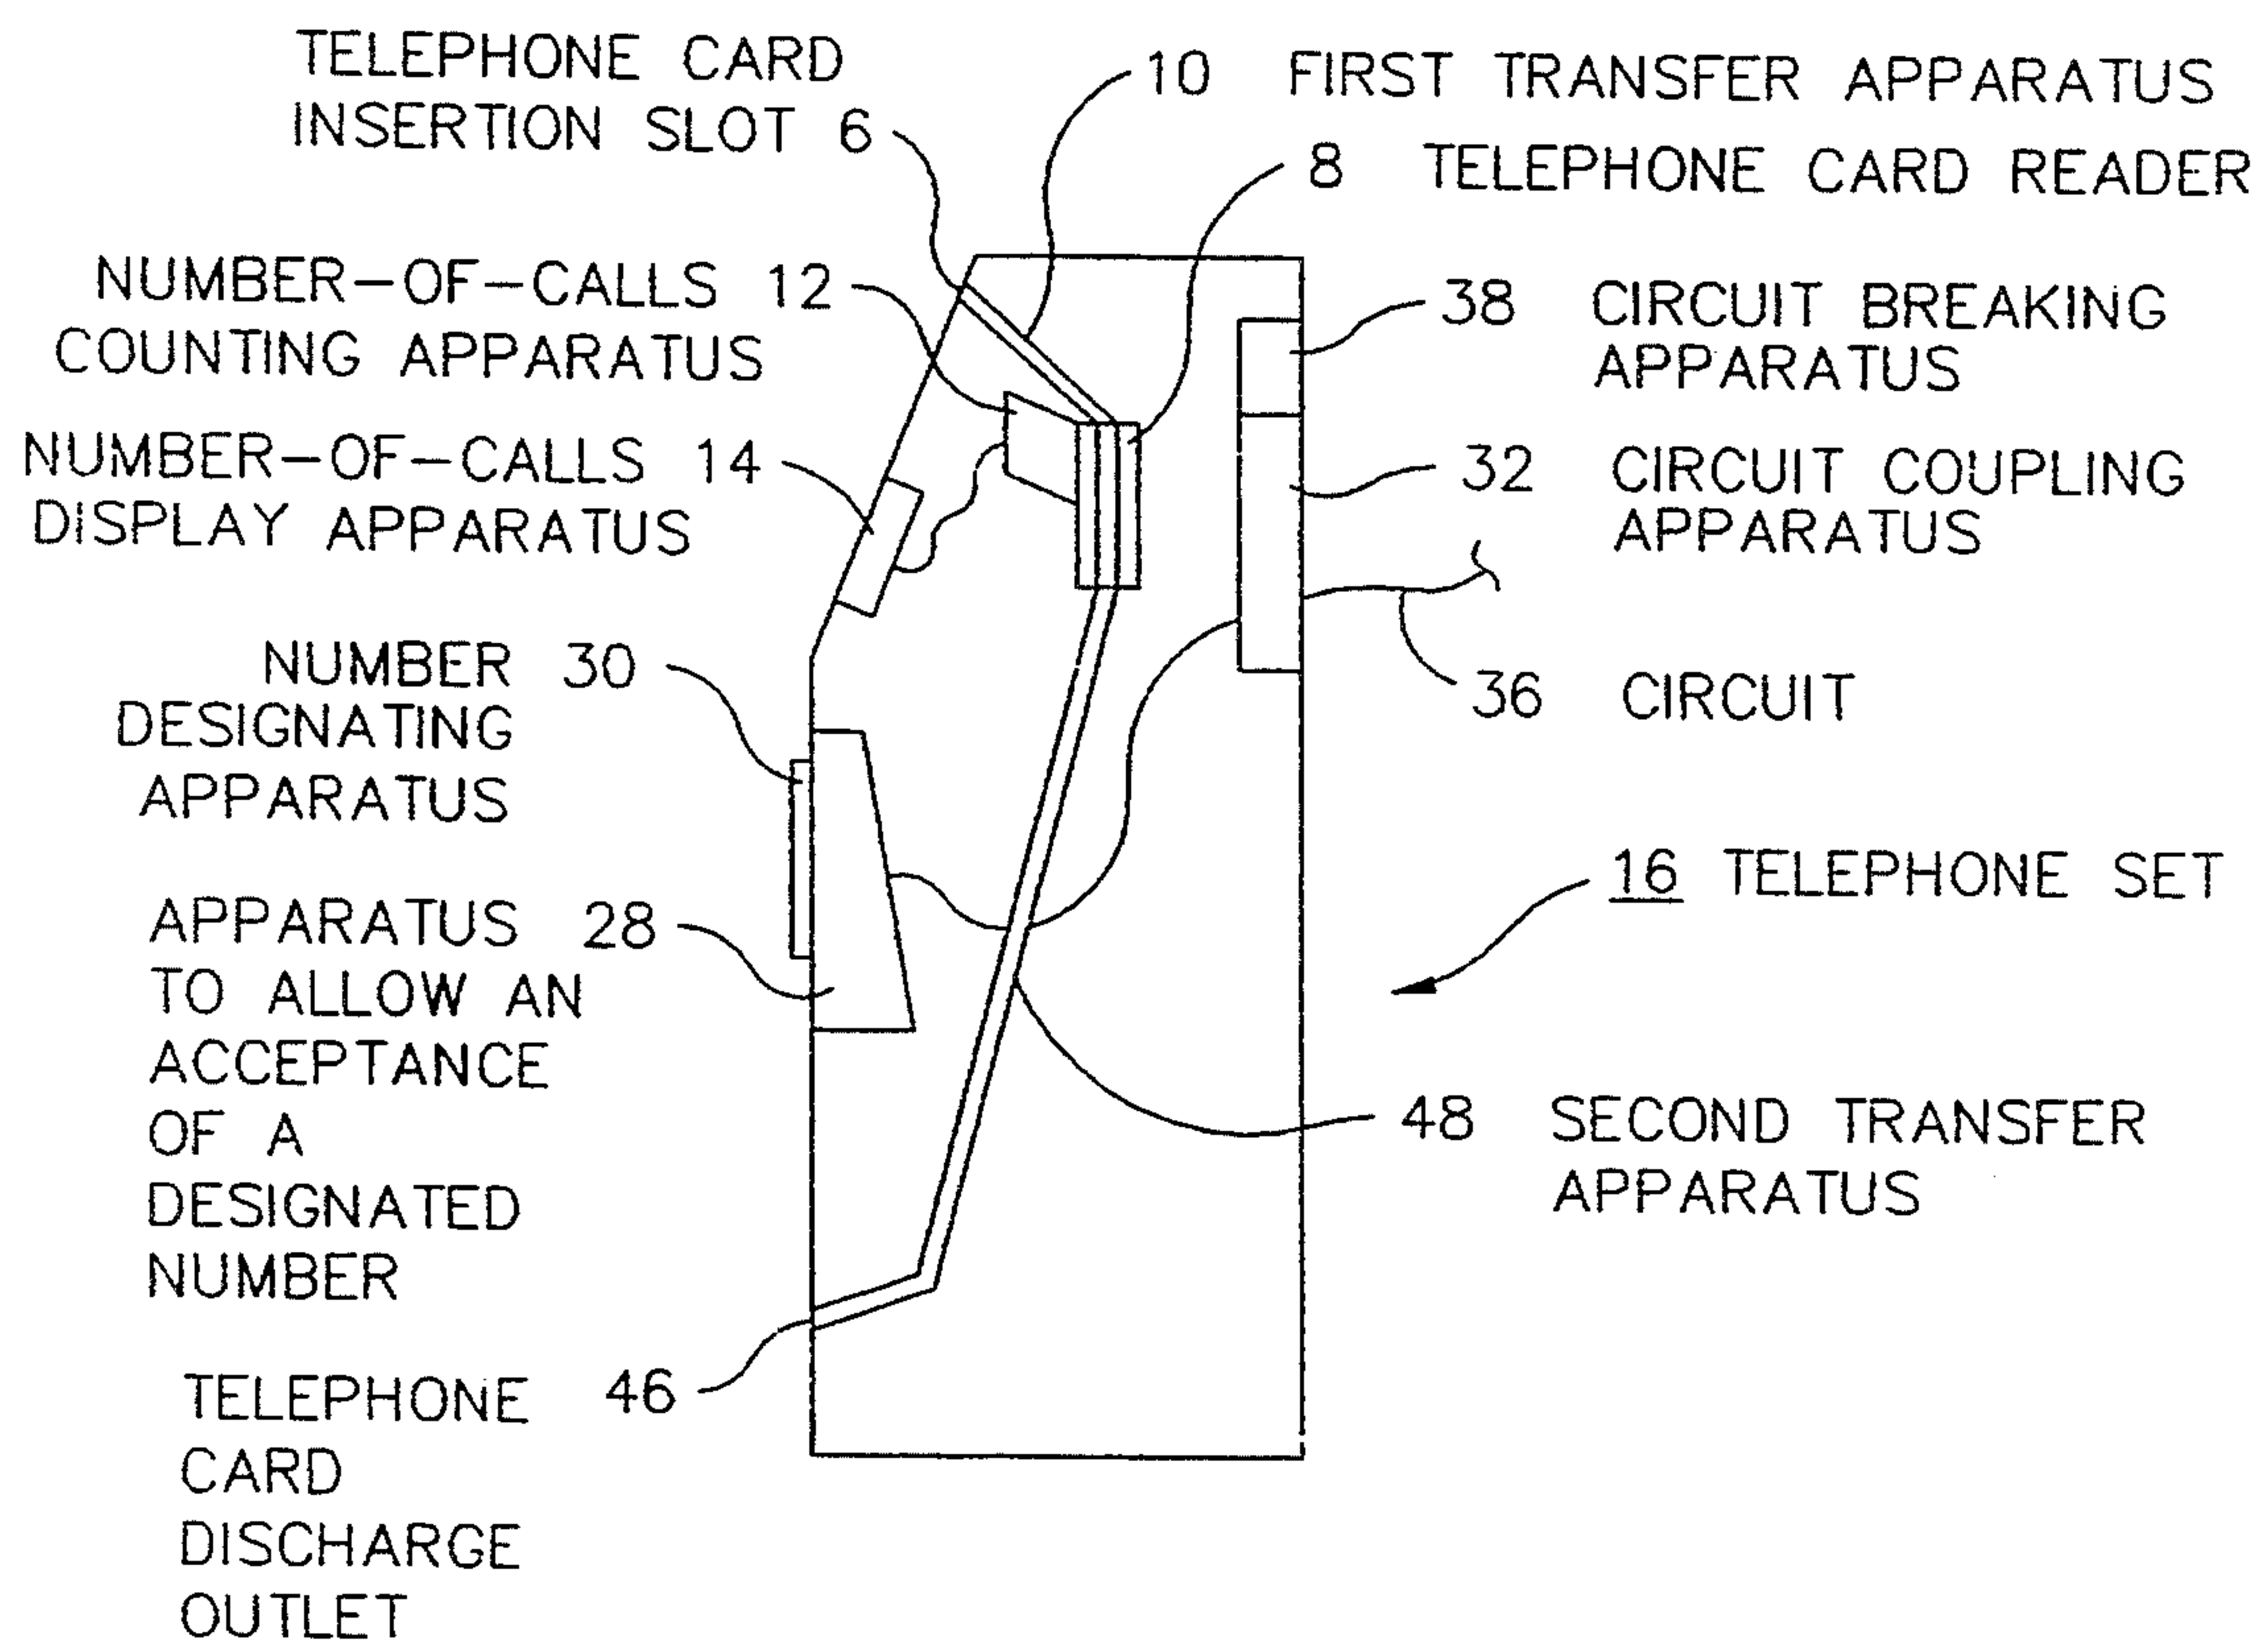 TELEPHONE CARD
INSERTION SLOT 6
10 FIRST TRANSFER APPARATUS
8 TELEPHONE CARD READER
NUMBER-OF-CALLS 12
COUNTING APPARATUS
38 CIRCUIT BREAKING
APPARATUS
NUMBER-OF-CALLS 14
DISPLAY APPARATUS
32 CIRCUIT COUPLING
APPARATUS
NUMBER 30
DESIGNATING
APPARATUS
36 CIRCUIT
16 TELEPHONE SET
APPARATUS 28
TO ALLOW AN
ACCEPTANCE
OF A
DESIGNATED
NUMBER
48 SECOND TRANSFER
APPARATUS
TELEPHONE 46
CARD
DISCHARGE
OUTLET